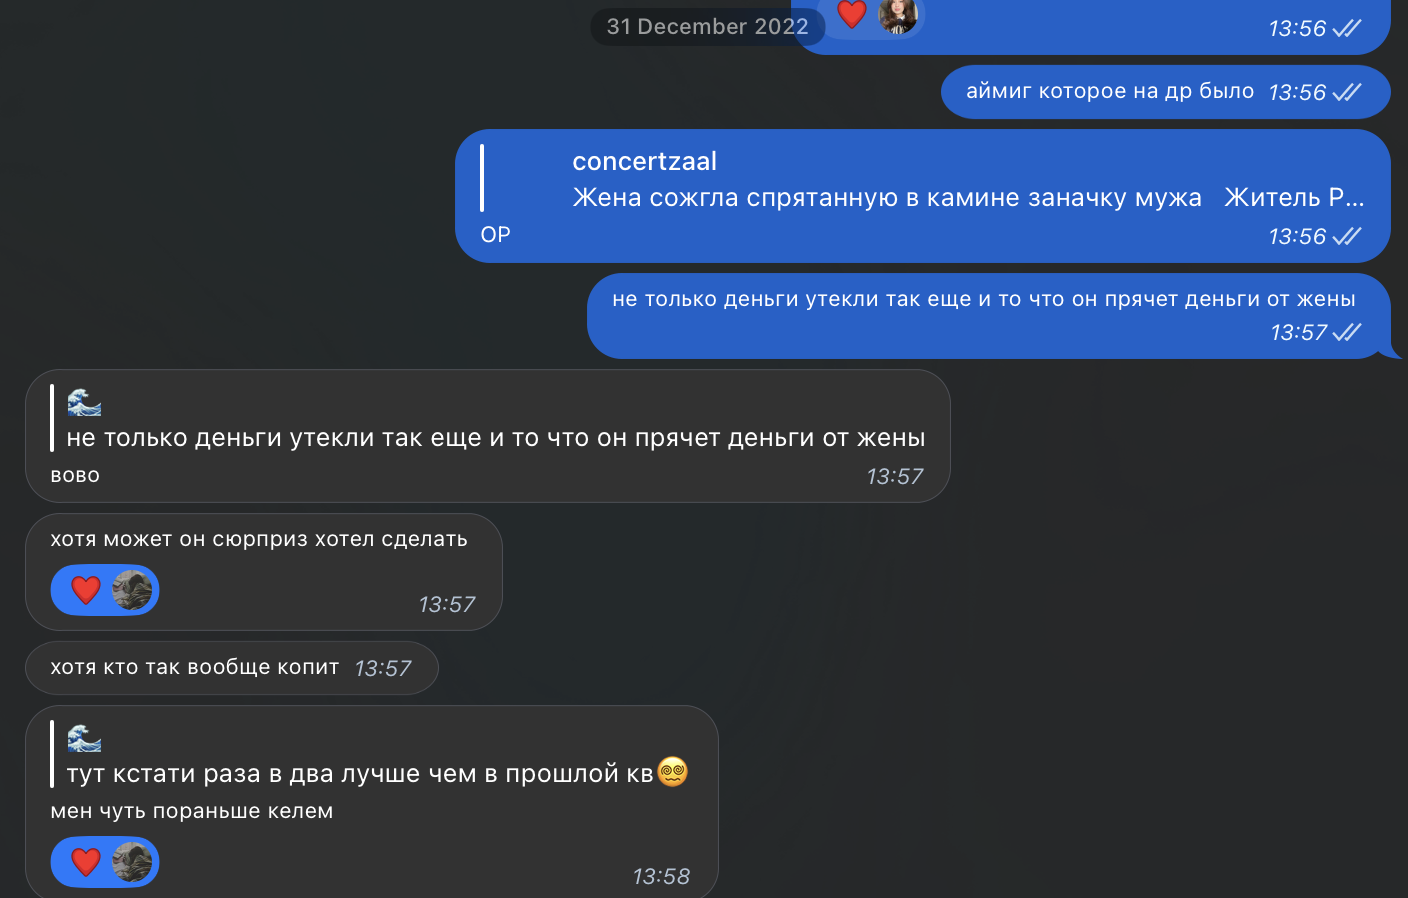 31 December 2022
13:56
аймиг которое на др было 13:56
concertzaal
Жена сожгла спрятанную в камине заначку мужа Житель Р...
ОР
13:56
не только деньги утекли так еще и то что он прячет деньги от жены
13:57
не только деньги утекли так еще и то что он прячет деньги от жены
вово 13:57
хотя может он сюрприз хотел сделать
13:57
хотя кто так вообще копит 13:57
тут кстати раза в два лучше чем в прошлой кв😵‍💫
мен чуть пораньше келем
13:58